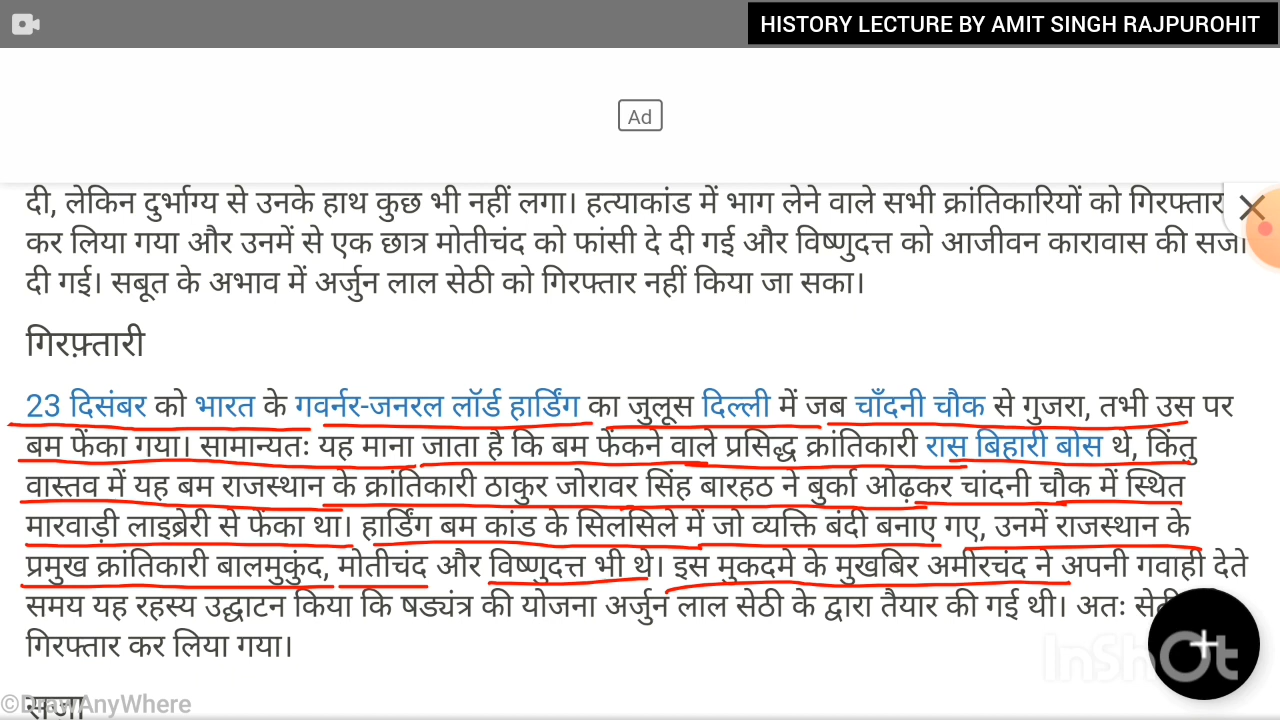 HISTORY LECTURE BY AMIT SINGH RAJPUROHIT
Ad
दी, लेकिन दुर्भाग्य से उनके हाथ कुछ भी नहीं लगा। हत्याकांड में भाग लेने वाले सभी क्रांतिकारियों को गिरफ्तार
कर लिया गया और उनमें से एक छात्र मोतीचंद को फांसी दे दी गई और विष्णुदत्त को आजीवन कारावास की सजा
दी गई। सबूत के अभाव में अर्जुन लाल सेठी को गिरफ्तार नहीं किया जा सका।
गिरफ़्तारी
23 दिसंबर को भारत के गवर्नर-जनरल लॉर्ड हार्डिंग का जुलूस दिल्ली में जब चाँदनी चौक से गुजरा, तभी उस पर
बम फेंका गया। सामान्यतः यह माना जाता है कि बम फेंकने वाले प्रसिद्ध क्रांतिकारी रास बिहारी बोस थे, किंतु
वास्तव में यह बम राजस्थान के क्रांतिकारी ठाकुर जोरावर सिंह बारहठ ने बुर्का ओढ़कर चांदनी चौक में स्थित
मारवाड़ी लाइब्रेरी से फेंका था। हार्डिंग बम कांड के सिलसिले में जो व्यक्ति बंदी बनाए गए, उनमें राजस्थान के
प्रमुख क्रांतिकारी बालमुकुंद, मोतीचंद और विष्णुदत्त भी थे। इस मुकदमे के मुखबिर अमीरचंद ने अपनी गवाही देते
समय यह रहस्य उद्घाटन किया कि षड्यंत्र की योजना अर्जुन लाल सेठी के द्वारा तैयार की गई थी। अतः
गिरफ्तार कर लिया गया।
InShOt
©DrawAnyWhere
सजा